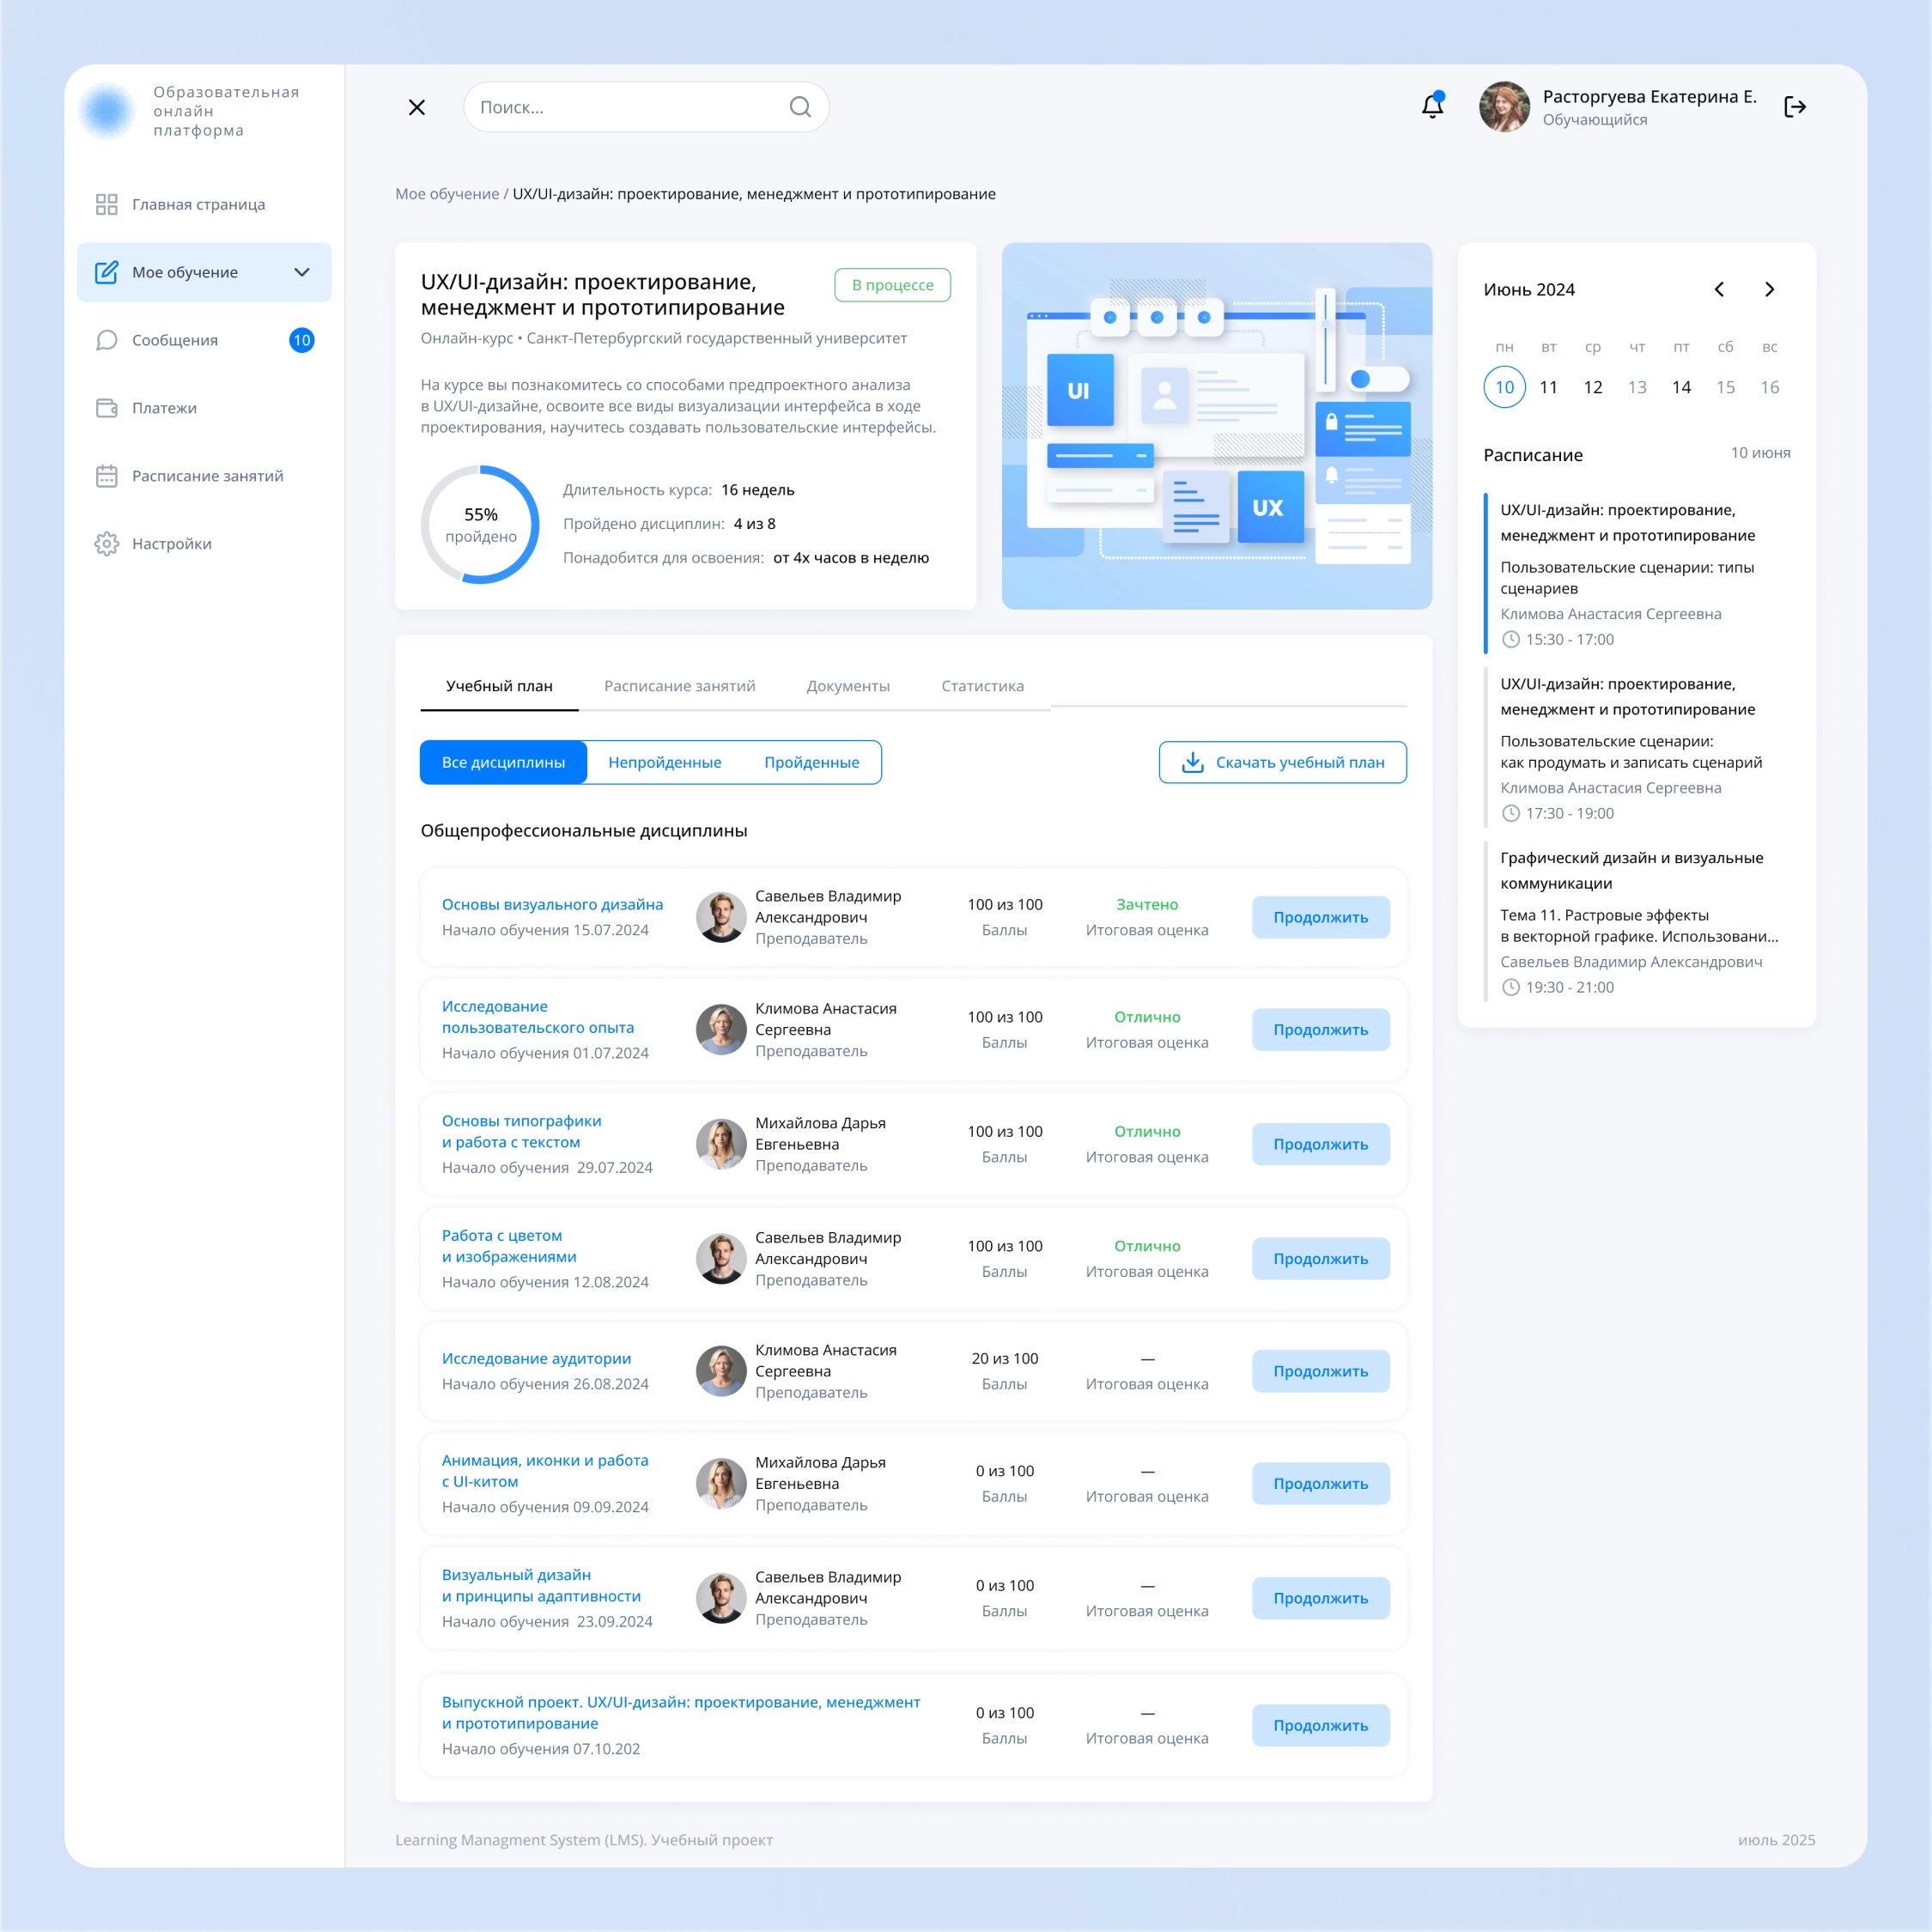 Образовательная
онлайн
платформа
Главная страница
Мое обучение
Сообщения 10
Платежи
Расписание занятий
Настройки
Поиск...
Расторгуева Екатерина Е.
Обучающийся
Мое обучение / UX/UI-дизайн: проектирование, менеджмент и прототипирование
UX/UI-дизайн: проектирование,
менеджмент и прототипирование
В процессе
Онлайн-курс • Санкт-Петербургский государственный университет
На курсе вы познакомитесь со способами предпроектного анализа
в UX/UI-дизайне, освоите все виды визуализации интерфейса в ходе
проектирования, научитесь создавать пользовательские интерфейсы.
55%
пройдено
Длительность курса: 16 недель
Пройдено дисциплин: 4 из 8
Понадобится для освоения: от 4х часов в неделю
UI
UX
Июнь 2024
пн вт ср чт пт сб вс
10 11 12 13 14 15 16
Расписание 10 июня
UX/UI-дизайн: проектирование,
менеджмент и прототипирование
Пользовательские сценарии: типы
сценариев
Климова Анастасия Сергеевна
15:30 - 17:00
UX/UI-дизайн: проектирование,
менеджмент и прототипирование
Пользовательские сценарии:
как продумать и записать сценарий
Климова Анастасия Сергеевна
17:30 - 19:00
Графический дизайн и визуальные
коммуникации
Тема 11. Растровые эффекты
в векторной графике. Использовани...
Савельев Владимир Александрович
19:30 - 21:00
Учебный план Расписание занятий Документы Статистика
Все дисциплины Непройденные Пройденные
Скачать учебный план
Общепрофессиональные дисциплины
Основы визуального дизайна
Начало обучения 15.07.2024
Савельев Владимир
Александрович
Преподаватель
100 из 100
Баллы
Зачтено
Итоговая оценка
Продолжить
Исследование
пользовательского опыта
Начало обучения 01.07.2024
Климова Анастасия
Сергеевна
Преподаватель
100 из 100
Баллы
Отлично
Итоговая оценка
Продолжить
Основы типографики
и работа с текстом
Начало обучения 29.07.2024
Михайлова Дарья
Евгеньевна
Преподаватель
100 из 100
Баллы
Отлично
Итоговая оценка
Продолжить
Работа с цветом
и изображениями
Начало обучения 12.08.2024
Савельев Владимир
Александрович
Преподаватель
100 из 100
Баллы
Отлично
Итоговая оценка
Продолжить
Исследование аудитории
Начало обучения 26.08.2024
Климова Анастасия
Сергеевна
Преподаватель
20 из 100
Баллы
—
Итоговая оценка
Продолжить
Анимация, иконки и работа
с UI-китом
Начало обучения 09.09.2024
Михайлова Дарья
Евгеньевна
Преподаватель
0 из 100
Баллы
—
Итоговая оценка
Продолжить
Визуальный дизайн
и принципы адаптивности
Начало обучения 23.09.2024
Савельев Владимир
Александрович
Преподаватель
0 из 100
Баллы
—
Итоговая оценка
Продолжить
Выпускной проект. UX/UI-дизайн: проектирование, менеджмент
и прототипирование
Начало обучения 07.10.202
0 из 100
Баллы
—
Итоговая оценка
Продолжить
Learning Managment System (LMS). Учебный проект
июль 2025